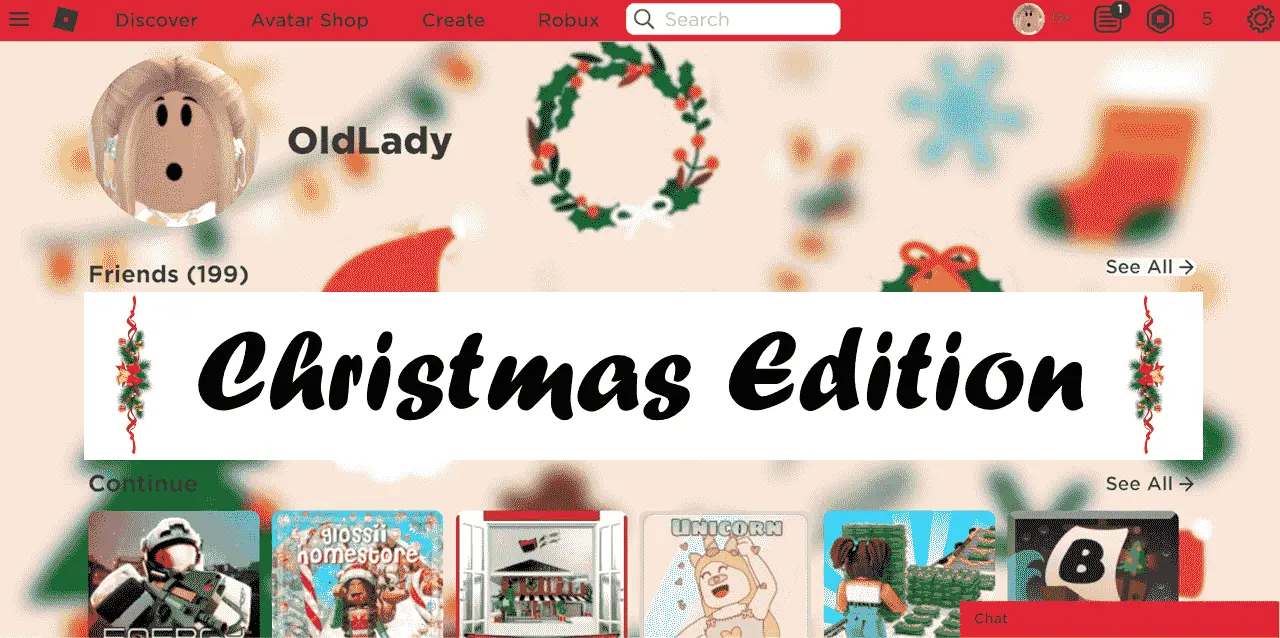 Discover Avatar Shop Create Robux Search 1 5
OldLady
Friends (199)
See All →
Christmas Edition
Continue
See All →
glossii
homestore
UNICORN
B
Chat